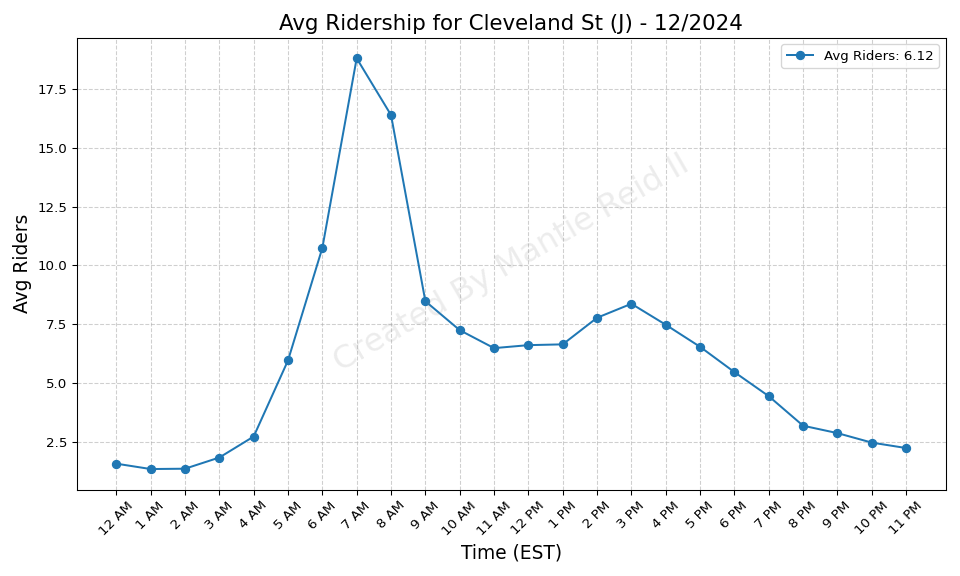 Avg Ridership for Cleveland St (J) - 12/2024
Avg Riders: 6.12
17.5
15.0
12.5
10.0
7.5
5.0
2.5
Avg Riders
Created By Mantie Reid II
12 AM
1 AM
2 AM
3 AM
4 AM
5 AM
6 AM
7 AM
8 AM
9 AM
10 AM
11 AM
12 PM
1 PM
2 PM
3 PM
4 PM
5 PM
6 PM
7 PM
8 PM
9 PM
10 PM
11 PM
Time (EST)